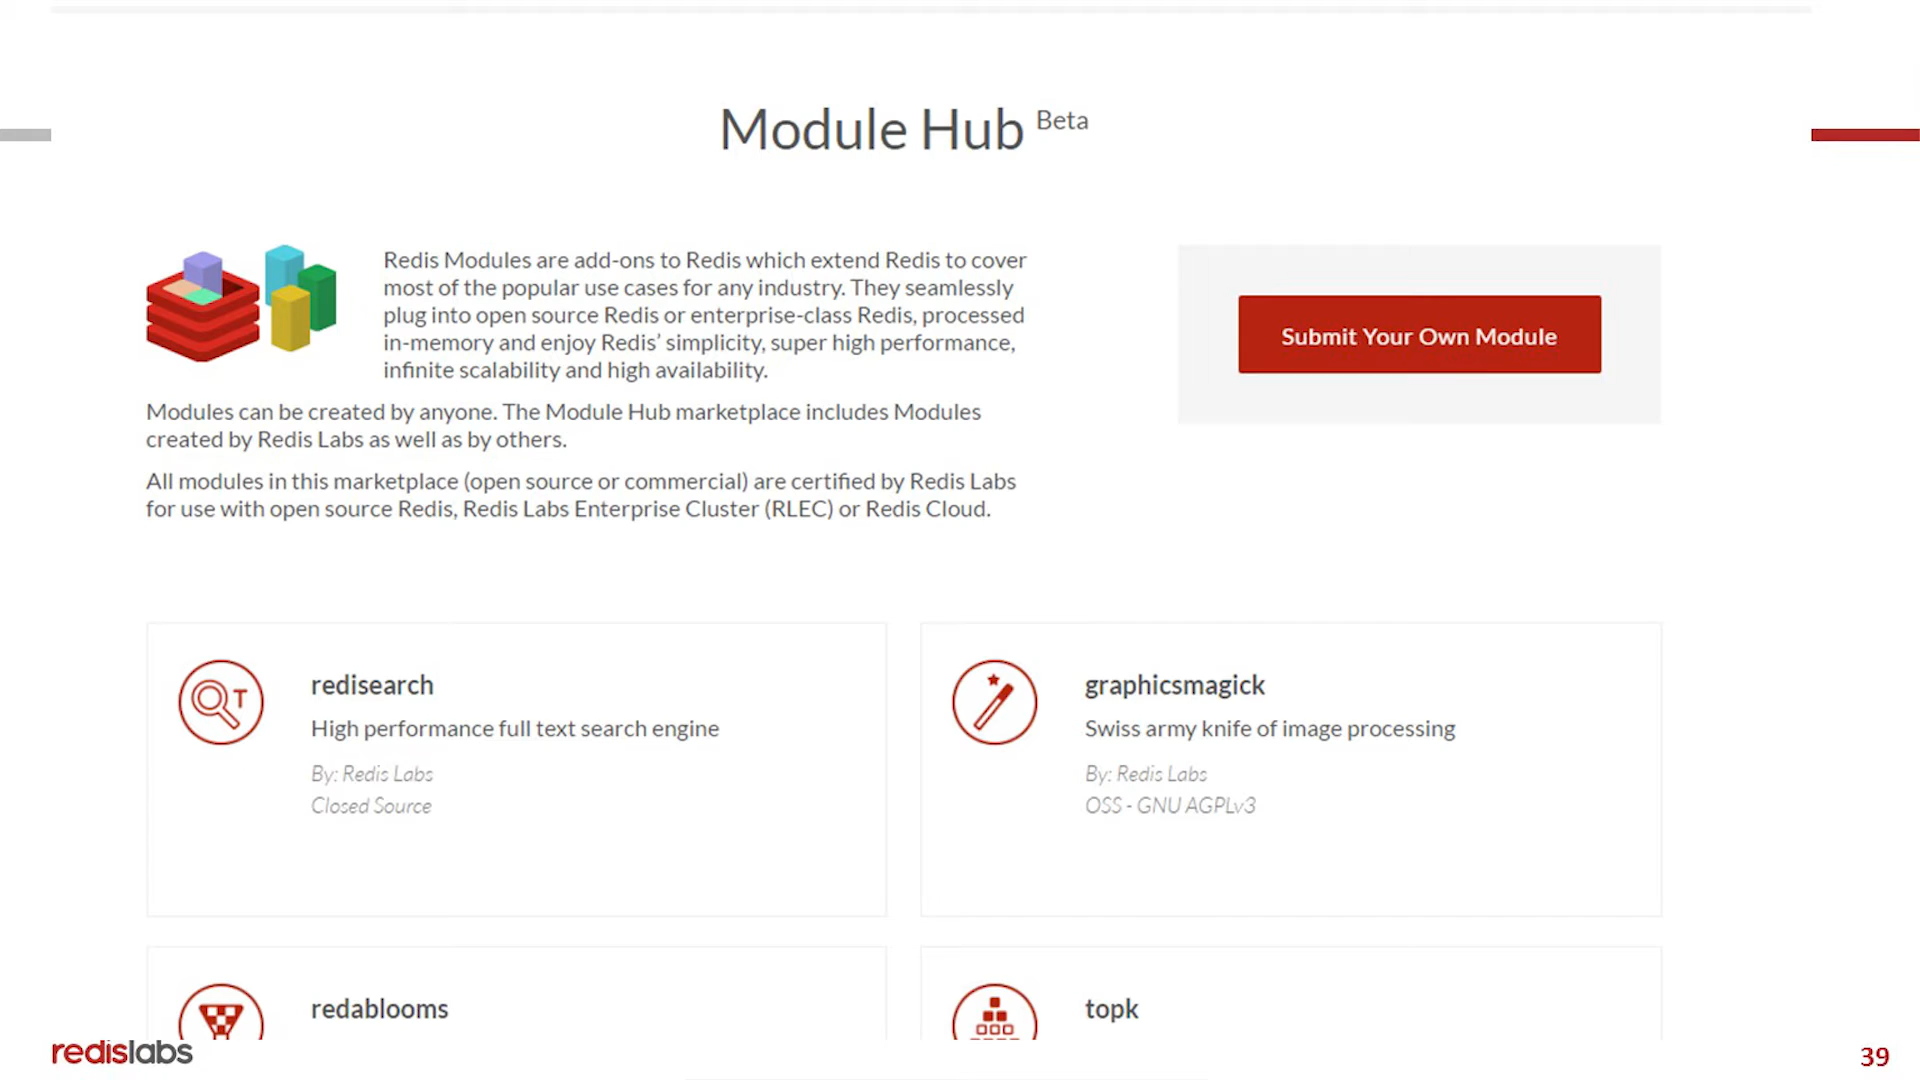 Module Hub Beta
Redis Modules are add-ons to Redis which extend Redis to cover
most of the popular use cases for any industry. They seamlessly
plug into open source Redis or enterprise-class Redis, processed
in-memory and enjoy Redis’ simplicity, super high performance,
infinite scalability and high availability.
Modules can be created by anyone. The Module Hub marketplace includes Modules
created by Redis Labs as well as by others.
All modules in this marketplace (open source or commercial) are certified by Redis Labs
for use with open source Redis, Redis Labs Enterprise Cluster (RLEC) or Redis Cloud.
Submit Your Own Module
T
redisearch
High performance full text search engine
By: Redis Labs
Closed Source
graphicsmagick
Swiss army knife of image processing
By: Redis Labs
OSS - GNU AGPLv3
redablooms
topk
redislabs
39